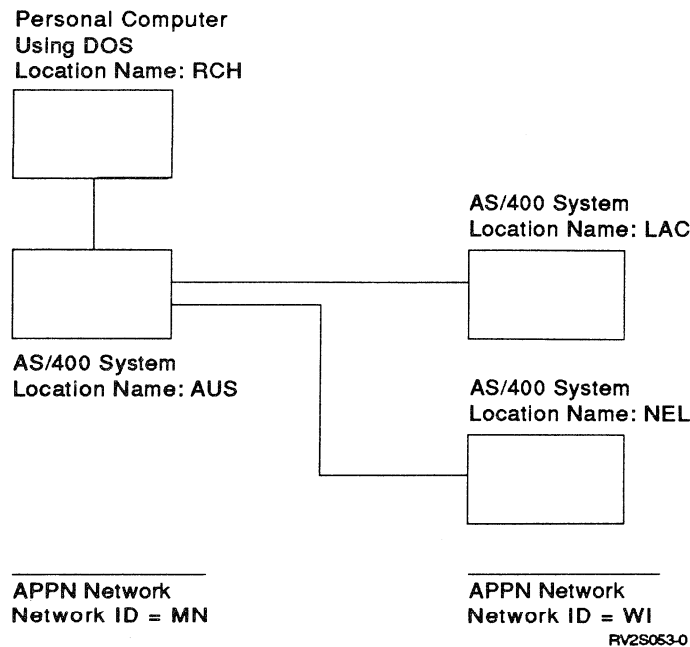 Personal Computer
Using DOS
Location Name: RCH
AS/400 System
Location Name: LAC
AS/400 System
Location Name: AUS
AS/400 System
Location Name: NEL
APPN Network
Network ID = MN
APPN Network
Network ID = WI
RV2S053-0